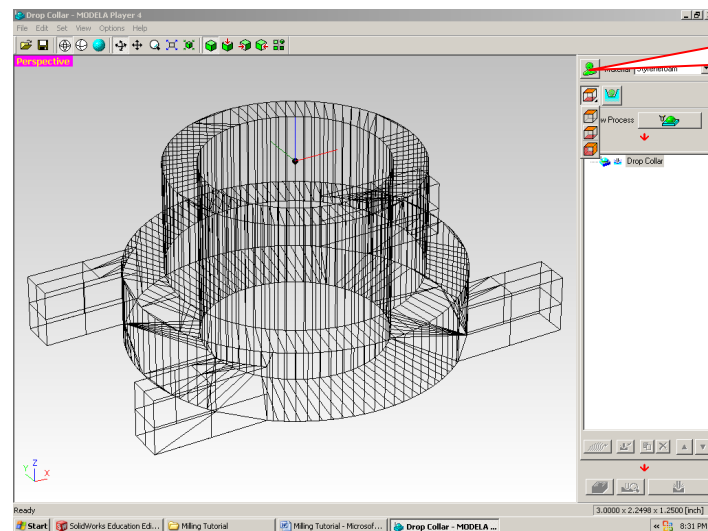 Drop Collar - MODELA Player 4
File Edit Set View Options Help
Perspective
Material Styrenefoam
w Process
Drop Collar
Z
Y X
Ready 3.0000 x 2.2498 x 1.2500 [Inch]
Start SolidWorks Education Edi... Milling Tutorial Milling Tutorial - Microsof... Drop Collar - MODELA ... « 8:31 PM